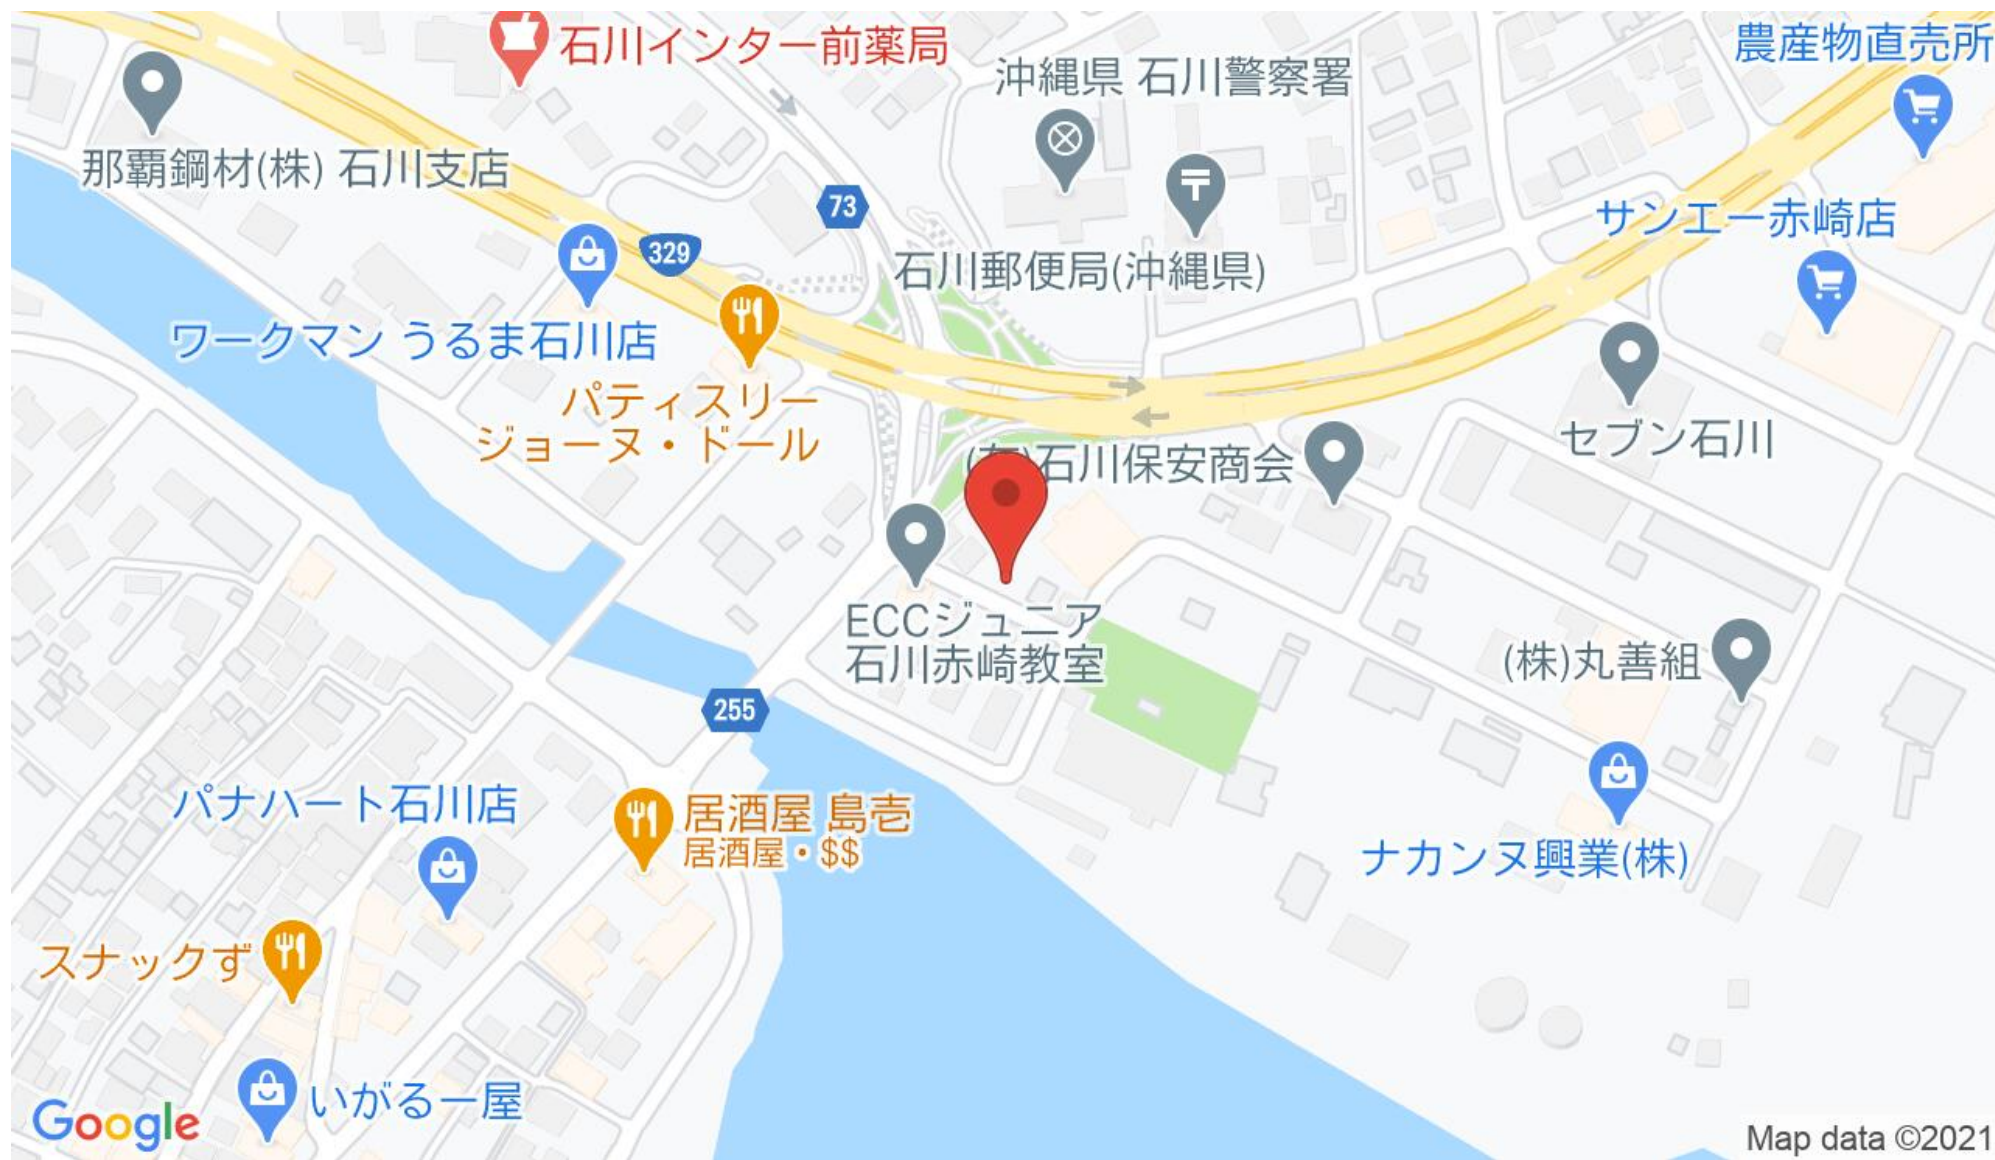 石川インター前薬局
農産物直売所
沖縄県 石川警察署
那覇鋼材(株) 石川支店
73
サンエー赤崎店
329
石川郵便局(沖縄県)
ワークマン うるま石川店
パティスリー
ジョーヌ・ドール
セブン石川
石川保安商会
ECCジュニア
石川赤崎教室
(株)丸善組
255
パナハート石川店
居酒屋 島壱
居酒屋・$$
ナカンヌ興業(株)
スナックず
いがるー屋
Google
Map data ©2021